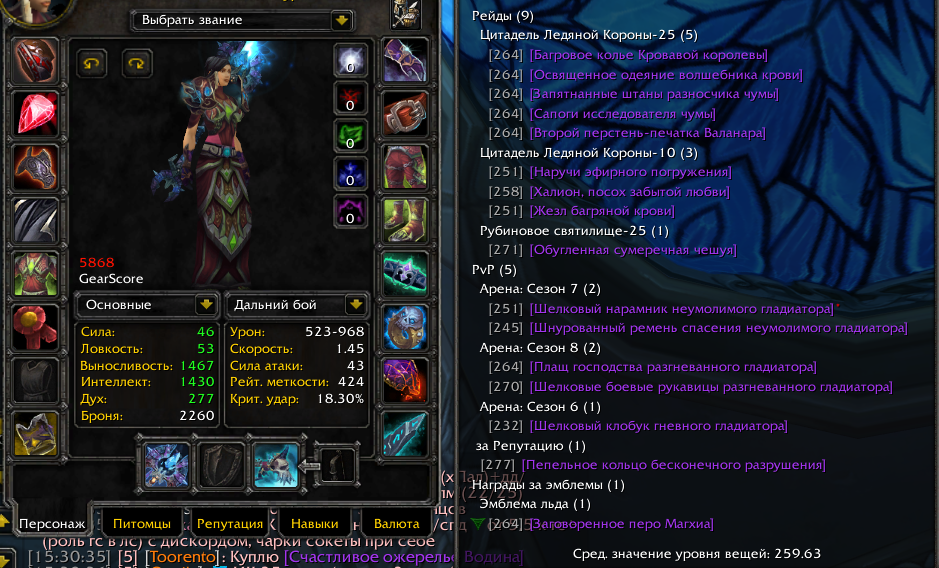 Выбрать звание
0
0
0
0
0
5868
GearScore
Основные
Дальний бой
Сила: 46
Ловкость: 53
Выносливость: 1467
Интеллект: 1430
Дух: 277
Броня: 2260
Урон: 523-968
Скорость: 1.45
Сила атаки: 43
Рейт. меткости: 424
Крит. удар: 18.30%
Персонаж
Питомцы
Репутация
Навыки
Валюта
(роль гс в лс) с дискордом, чарки сокеты при себе
[15:30:35] [5] [Toorento]: Куплю [Счастливое ожерелье Водина]
Рейды (9)
Цитадель Ледяной Короны-25 (5)
[264] [Багровое колье Кровавой королевы]
[264] [Освященное одеяние волшебника крови]
[264] [Запятнанные штаны разносчика чумы]
[264] [Сапоги исследователя чумы]
[264] [Второй перстень-печатка Валанара]
Цитадель Ледяной Короны-10 (3)
[251] [Наручи эфирного погружения]
[258] [Халион, посох забытой любви]
[251] [Жезл багряной крови]
Рубиновое святилище-25 (1)
[271] [Обугленная сумеречная чешуя]
PvP (5)
Арена: Сезон 7 (2)
[251] [Шелковый нарамник неумолимого гладиатора]
[245] [Шнурованный ремень спасения неумолимого гладиатора]
Арена: Сезон 8 (2)
[264] [Плащ господства разгневанного гладиатора]
[270] [Шелковые боевые рукавицы разгневанного гладиатора]
Арена: Сезон 6 (1)
[232] [Шелковый клобук гневного гладиатора]
за Репутацию (1)
[277] [Пепельное кольцо бесконечного разрушения]
Награды за эмблемы (1)
Эмблема льда (1)
[264] [Затворенное перо Магхиа]
Сред. значение уровня вещей: 259.63